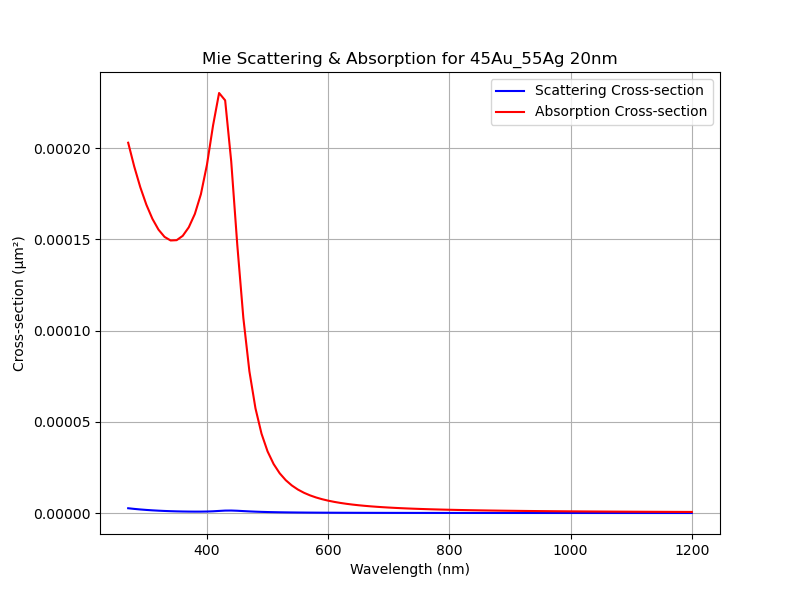 Mie Scattering & Absorption for 45Au_55Ag 20nm
Scattering Cross-section
Absorption Cross-section
Cross-section (μm²)
0.00020
0.00015
0.00010
0.00005
0.00000
400 600 800 1000 1200
Wavelength (nm)